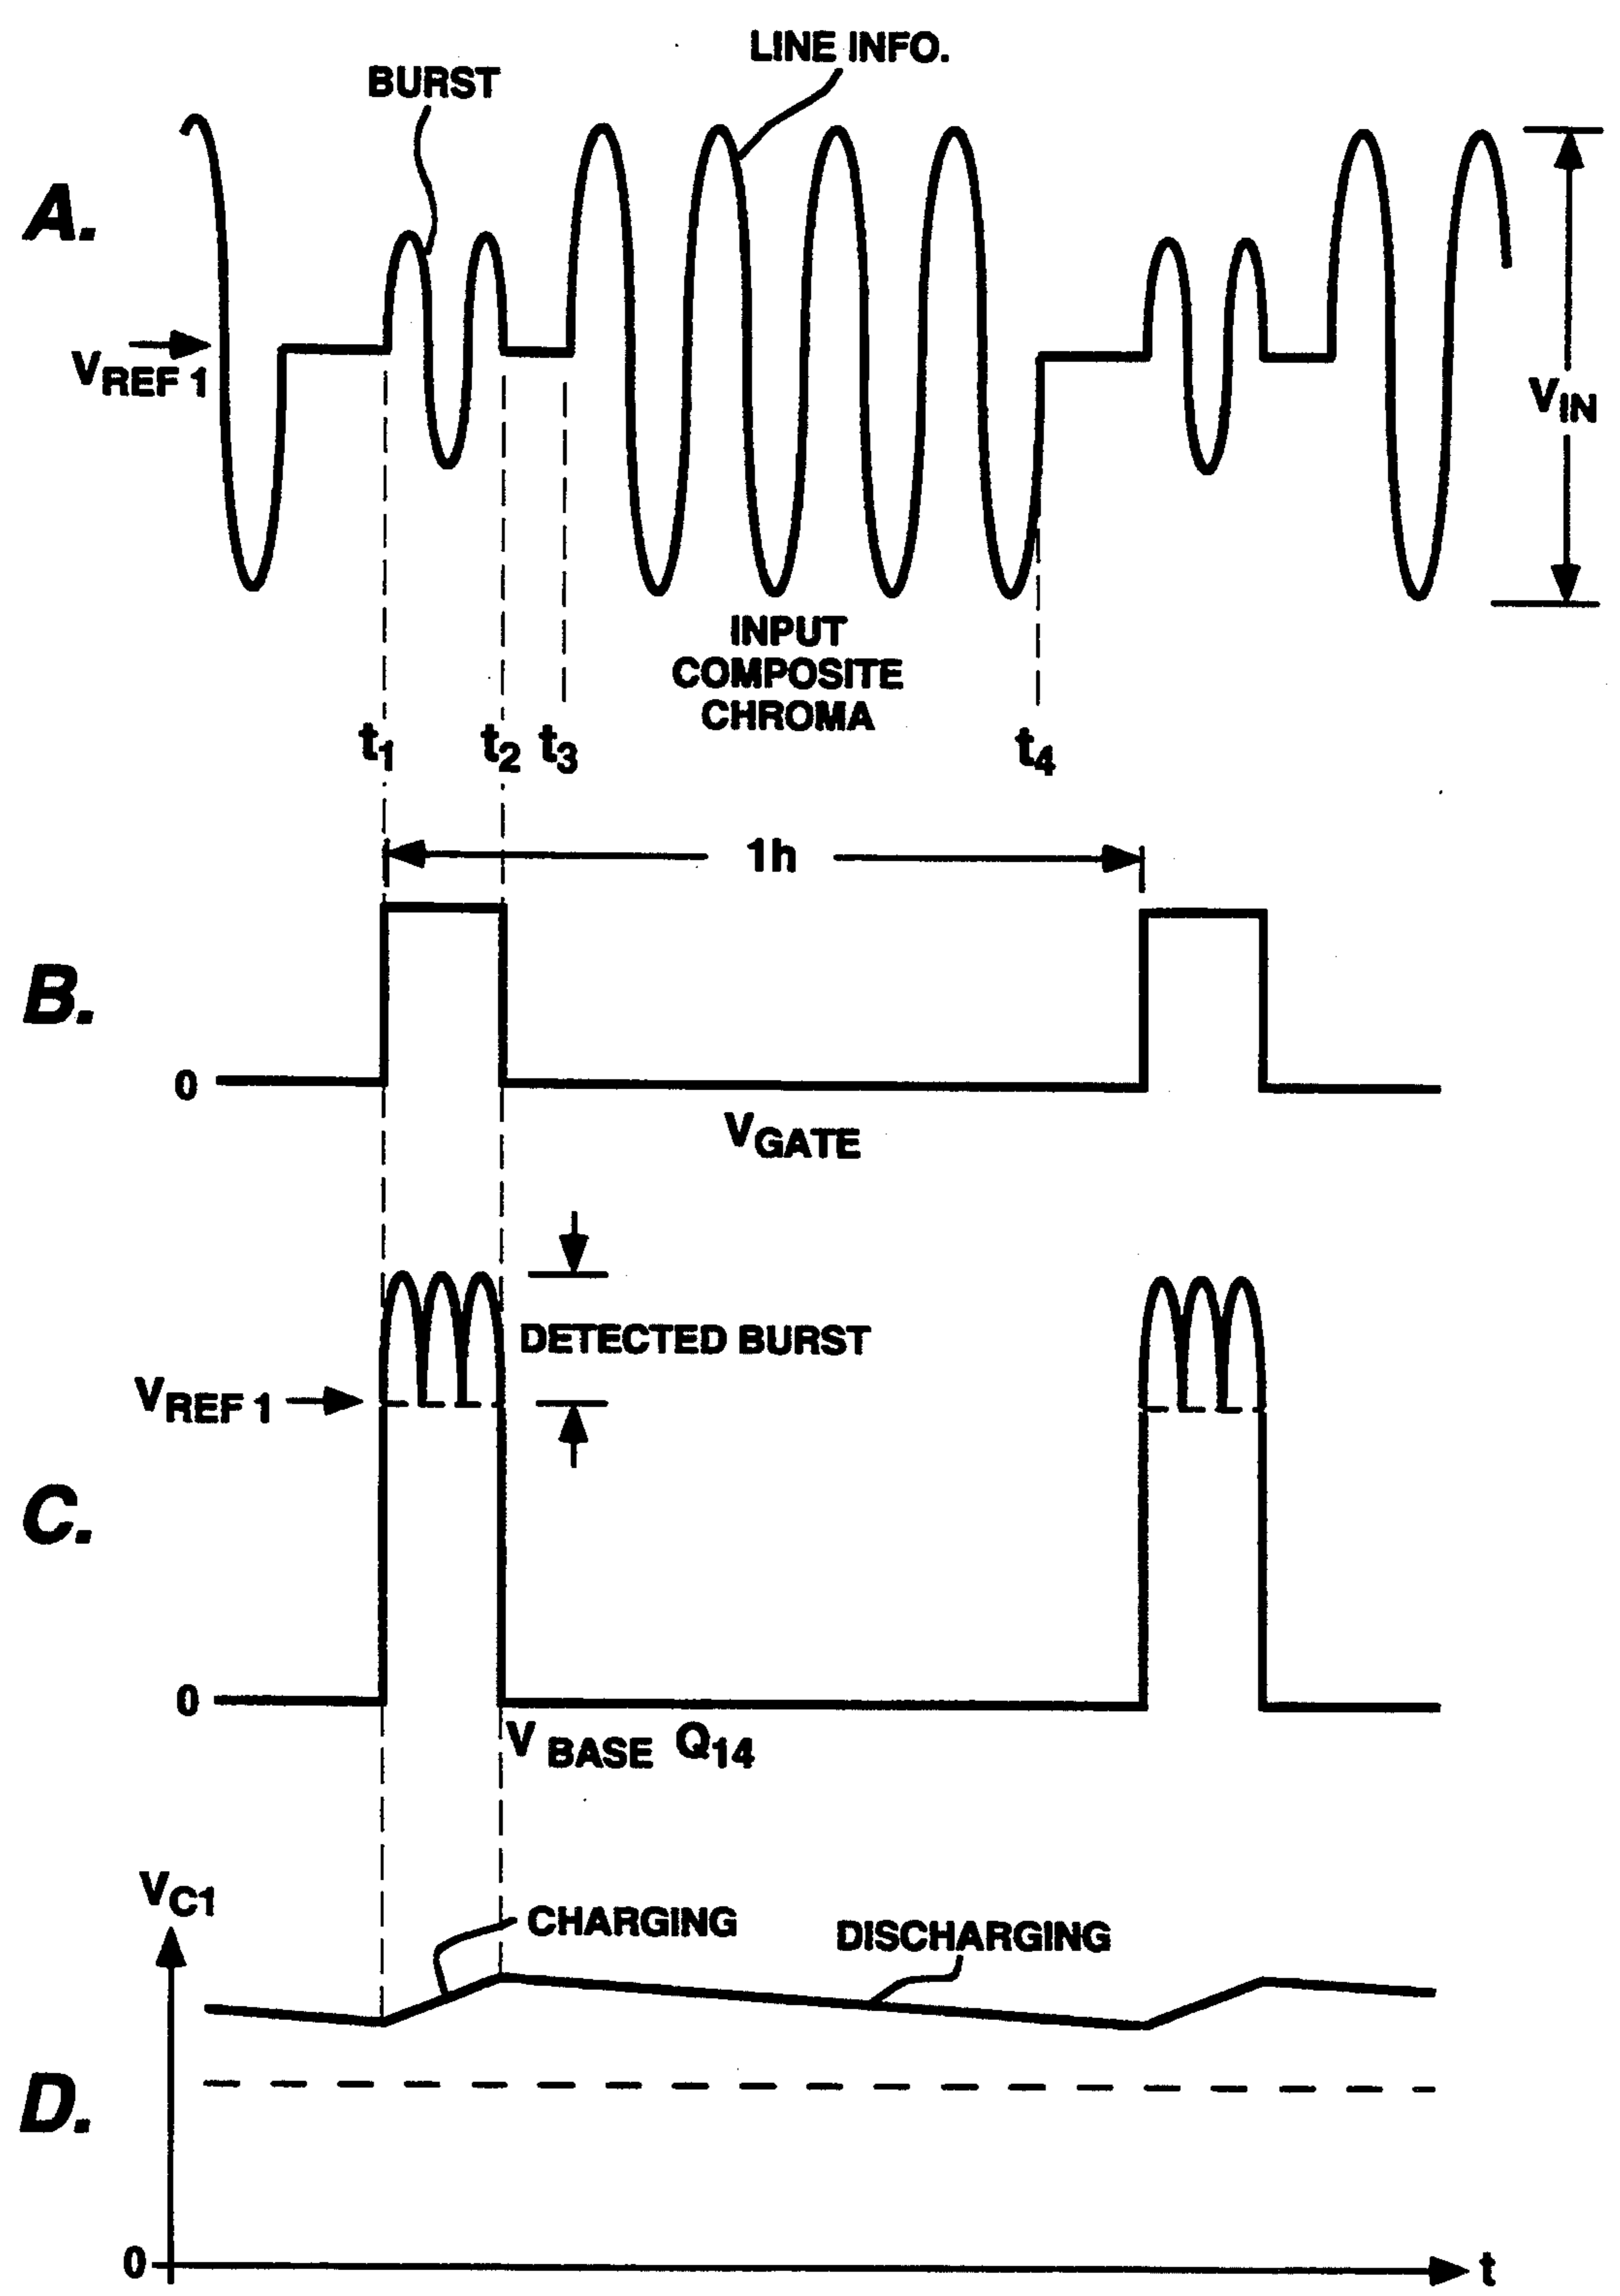 LINE INFO.
BURST
A.
VREF 1
VIN
INPUT
COMPOSITE
CHROMA
t1
t2
t3
t4
1h
B.
0
VGATE
DETECTED BURST
VREF 1
C.
0
V BASE Q14
VC1
CHARGING
DISCHARGING
D.
0
t